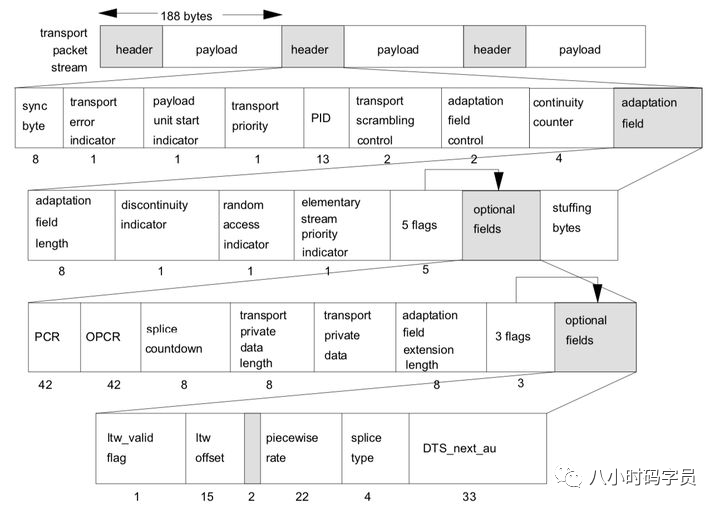 188 bytes
transport
packet
stream
header
payload
header
payload
header
payload
sync
byte
transport
error
indicator
payload
unit start
indicator
transport
priority
PID
transport
scrambling
control
adaptation
field
control
continuity
counter
adaptation
field
8
1
1
1
13
2
2
4
adaptation
field
length
discontinuity
indicator
random
access
indicator
elementary
stream
priority
indicator
5 flags
optional
fields
stuffing
bytes
8
1
1
1
5
PCR
OPCR
splice
countdown
transport
private
data
length
transport
private
data
adaptation
field
extension
length
3 flags
optional
fields
42
42
8
8
8
3
ltw_valid
flag
ltw
offset
piecewise
rate
splice
type
DTS_next_au
1
15
2
22
4
33
八小时码字员